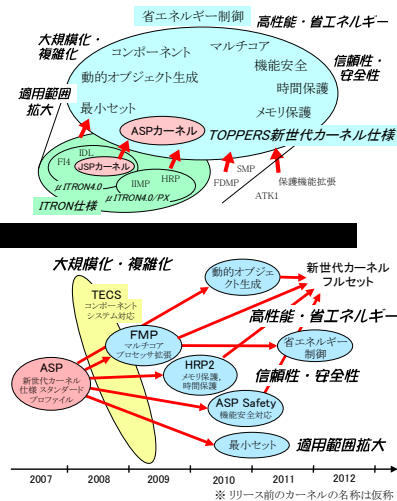 省エネルギー制御
高性能・省エネルギー
大規模化・
複雑化
コンポーネント
マルチコア
信頼性・
安全性
機能安全
動的オブジェクト生成
時間保護
適用範囲
拡大
最小セット
メモリ保護
ASPカーネル
TOPPERS新世代カーネル仕様
IDL
FI4
JSPカーネル
HRP
SMP
保護機能拡張
μITRON4.0
IIMP
FDMP
ATK1
μITRON4.0/PX
ITRON仕様
大規模化・複雑化
動的オブジェクト
生成
新世代カーネル
フルセット
TECS
コンポーネント
システム対応
高性能・省エネルギー
FMP
マルチコア
プロセッサ拡張
省エネルギー
制御
ASP
新世代カーネル
仕様 スタンダード
プロファイル
HRP2
メモリ保護,
時間保護
信頼性・安全性
ASP Safety
機能安全対応
最小セット
適用範囲拡大
2007 2008 2009 2010 2011 2012
※ リリース前のカーネルの名称は仮称